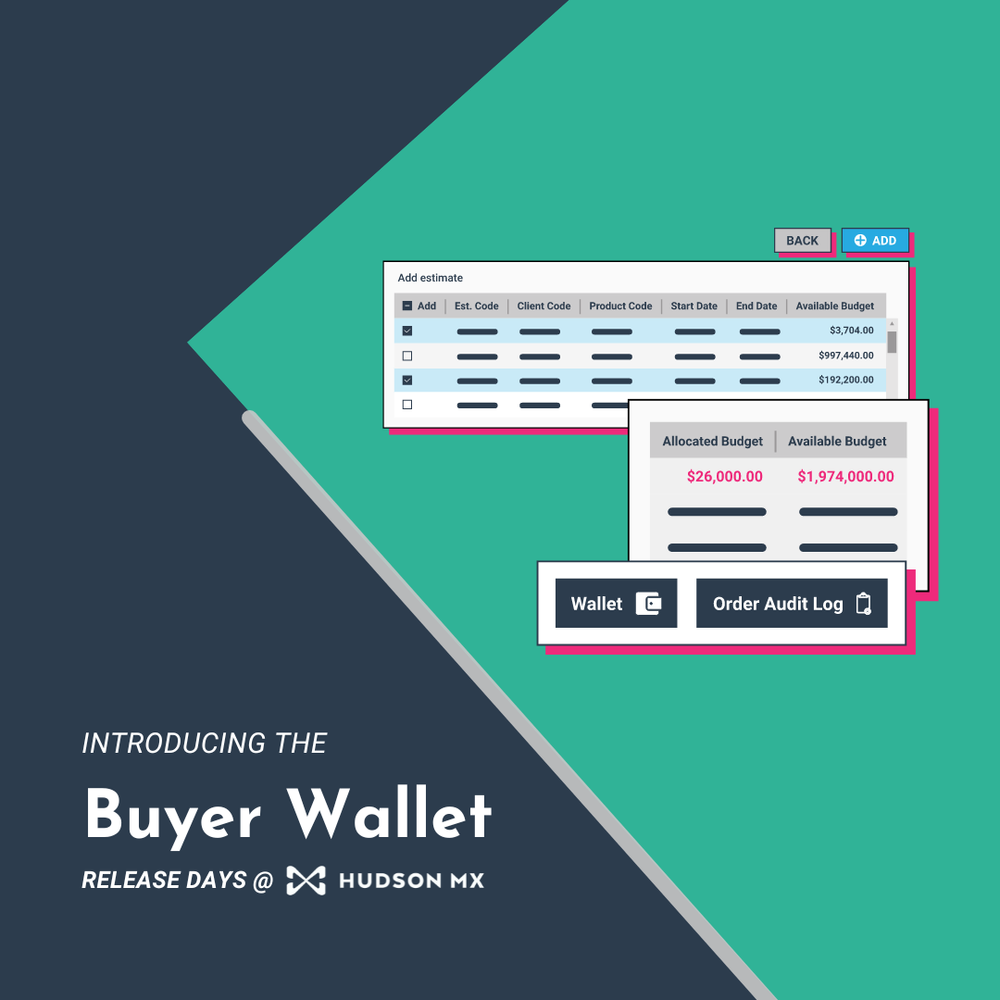 BACK ADD
Add estimate
Add Est. Code Client Code Product Code Start Date End Date Available Budget
$3,704.00
$997,440.00
$192,200.00
Allocated Budget Available Budget
$26,000.00 $1,974,000.00
Wallet Order Audit Log
INTRODUCING THE
Buyer Wallet
RELEASE DAYS @ HUDSON MX